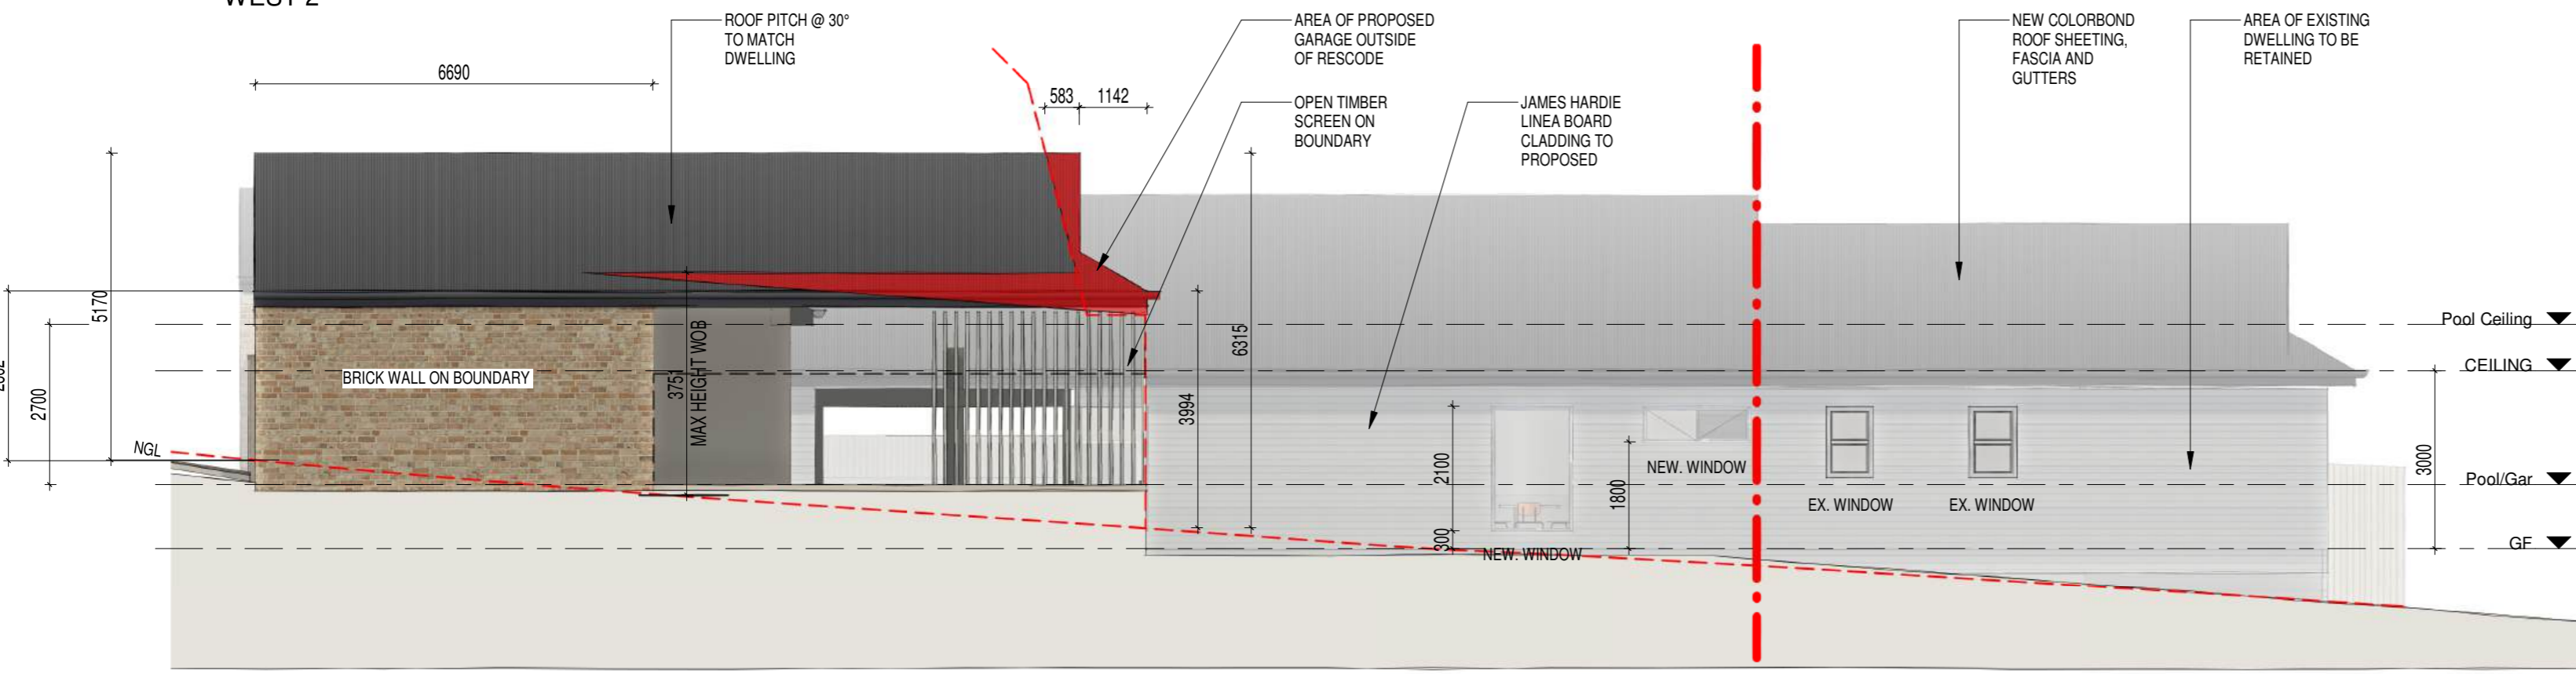 ROOF PITCH @ 30°
TO MATCH
DWELLING
AREA OF PROPOSED
GARAGE OUTSIDE
OF RESCODE
NEW COLORBOND
ROOF SHEETING,
FASCIA AND
GUTTERS
AREA OF EXISTING
DWELLING TO BE
RETAINED
6690
583
1142
OPEN TIMBER
SCREEN ON
BOUNDARY
JAMES HARDIE
LINEA BOARD
CLADDING TO
PROPOSED
5170
2700
NGL
BRICK WALL ON BOUNDARY
3751
MAX HEIGHT WOB
3994
6315
2100
300
1800
NEW. WINDOW
NEW. WINDOW
EX. WINDOW
EX. WINDOW
3000
Pool Ceiling
CEILING
Pool/Gar
GF